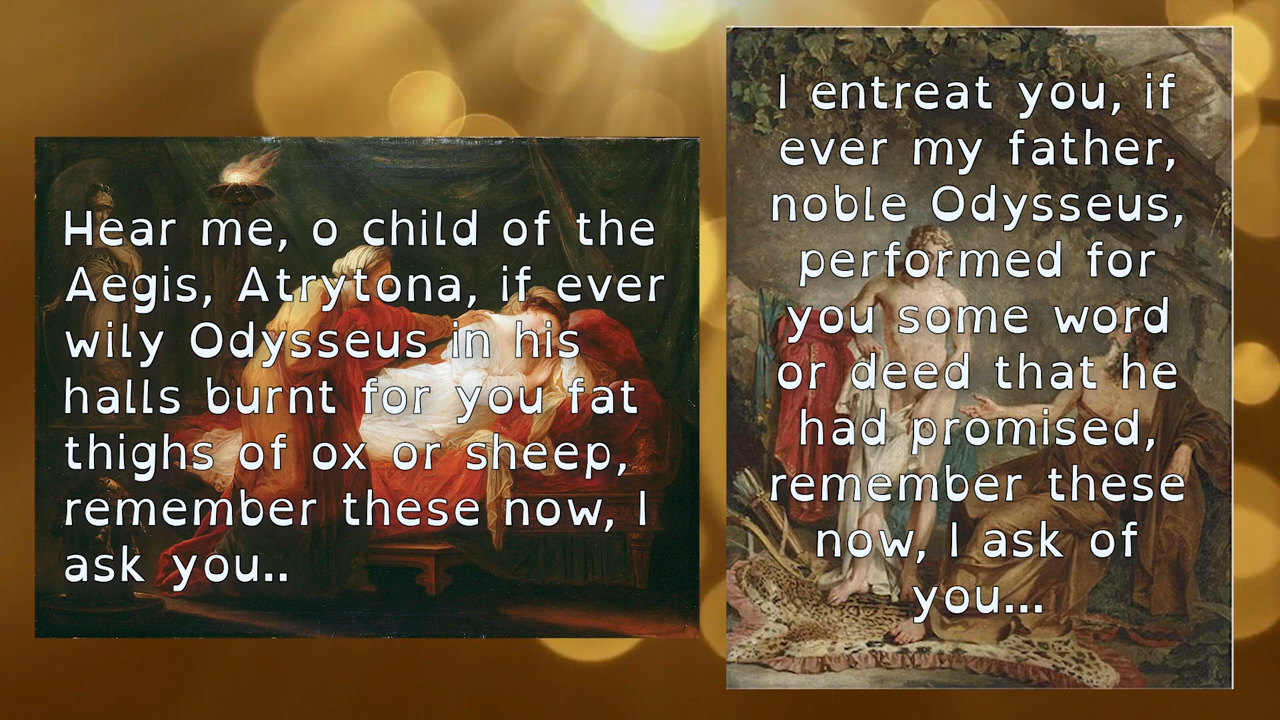 Hear me, o child of the
Aegis, Atrytona, if ever
wily Odysseus in his
halls burnt for you fat
thighs of ox or sheep,
remember these now, I
ask you..
I entreat you, if
ever my father,
noble Odysseus,
performed for
you some word
or deed that he
had promised,
remember these
now, I ask of
you...